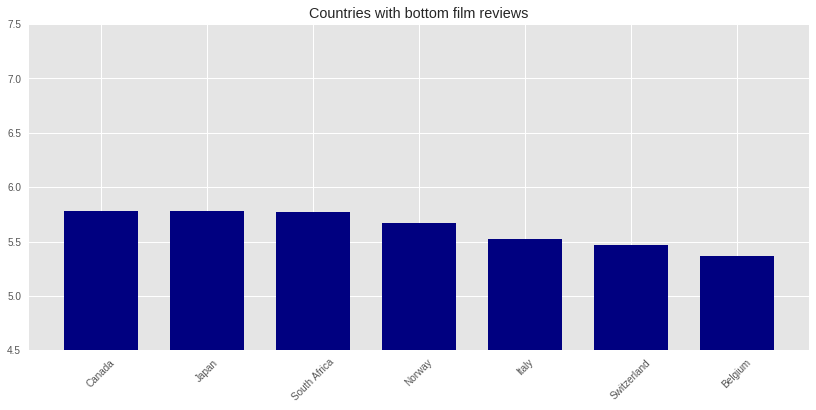 Countries with bottom film reviews
7.5
7.0
6.5
6.0
5.5
5.0
4.5
Canada
Japan
South Africa
Norway
Italy
Switzerland
Belgium